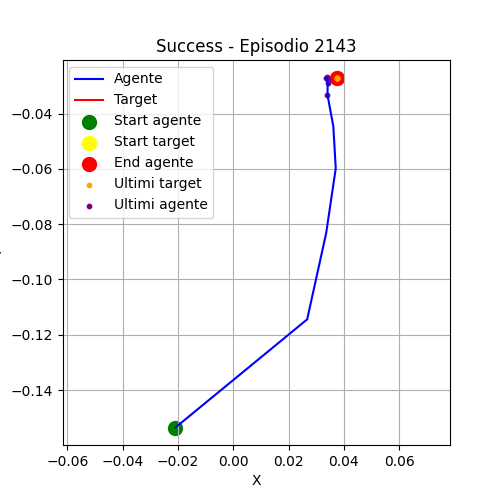 Success - Episodio 2143
Agente
Target
Start agente
Start target
End agente
Ultimi target
Ultimi agente
−0.04
−0.06
−0.08
−0.10
−0.12
−0.14
−0.06
−0.04
−0.02
0.00
0.02
0.04
0.06
X